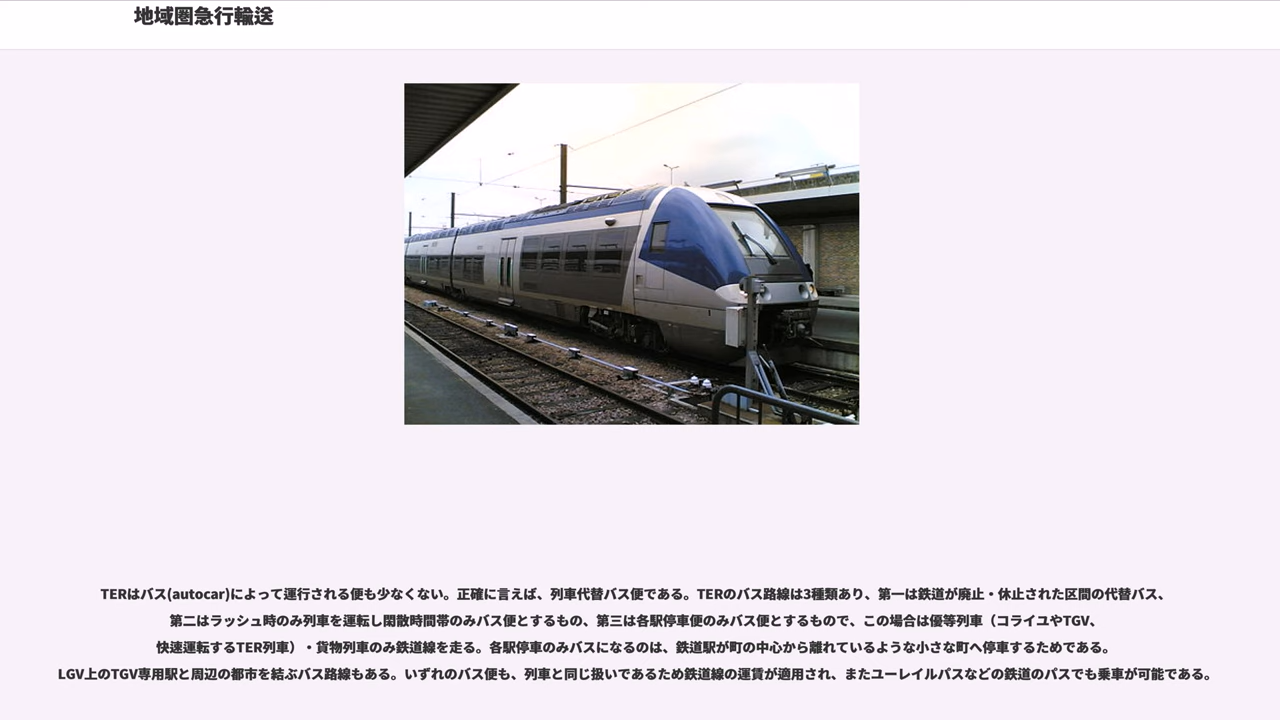 地域圏急行輸送
TERはバス(autocar)によって運行される便も少なくない。正確に言えば、列車代替バス便である。TERのバス路線は3種類あり、第一は鉄道が廃止・休止された区間の代替バス、
第二はラッシュ時のみ列車を運転し閑散時間帯のみバス便とするもの、第三は各駅停車便のみバス便とするもので、この場合は優等列車（コライユやTGV、
快速運転するTER列車）・貨物列車のみ鉄道線を走る。各駅停車のみバスになるのは、鉄道駅が町の中心から離れているような小さな町へ停車するためである。
LGV上のTGV専用駅と周辺の都市を結ぶバス路線もある。いずれのバス便も、列車と同じ扱いであるため鉄道線の運賃が適用され、またユーレイルパスなどの鉄道のパスでも乗車が可能である。